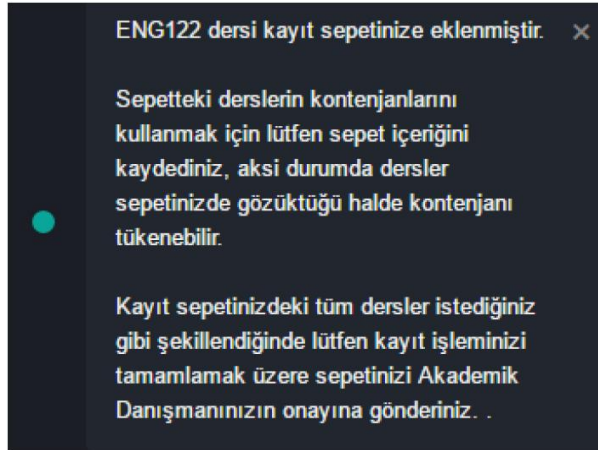 ENG122 dersi kayıt sepetinize eklenmiştir.
Sepetteki derslerin kontenjanlarını
kullanmak için lütfen sepet içeriğini
kaydediniz, aksi durumda dersler
sepetinizde gözüktüğü halde kontenjanı
tükenebilir.
Kayıt sepetinizdeki tüm dersler istediğiniz
gibi şekillendiğinde lütfen kayıt işleminizi
tamamlamak üzere sepetinizi Akademik
Danışmanınızın onayına gönderiniz. .